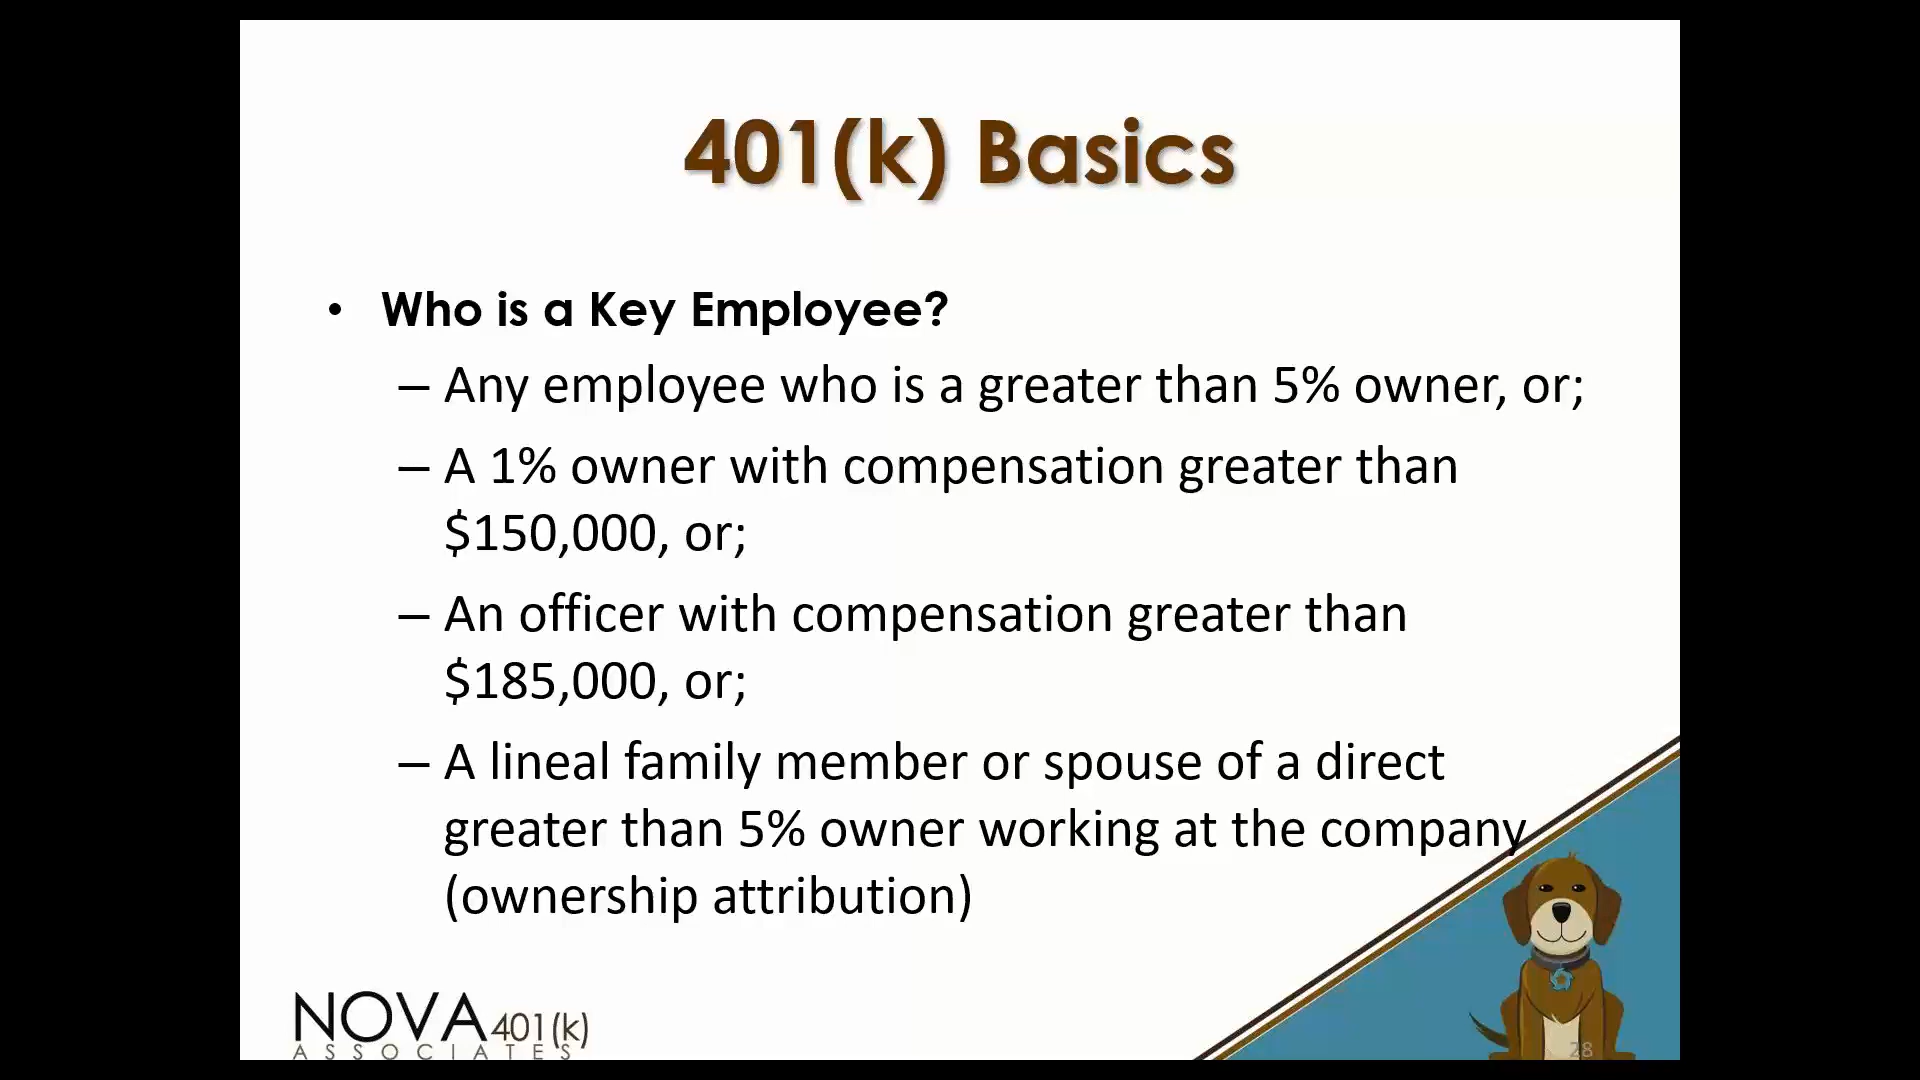 401(k) Basics
• Who is a Key Employee?
– Any employee who is a greater than 5% owner, or;
– A 1% owner with compensation greater than
$150,000, or;
– An officer with compensation greater than
$185,000, or;
– A lineal family member or spouse of a direct
greater than 5% owner working at the company
(ownership attribution)
NOVA 401(k)
ASSOCIATES
28